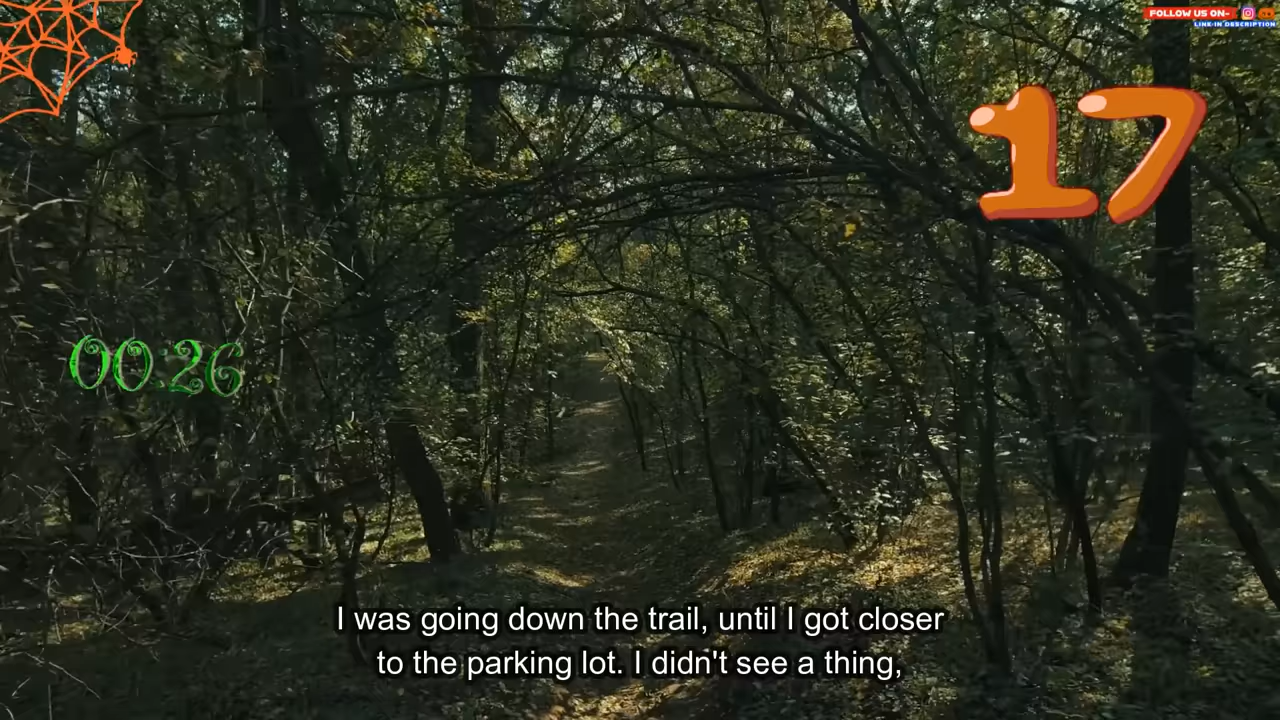 FOLLOW US ON-
LINK IN DESCRIPTION
17
00:26
I was going down the trail, until I got closer
to the parking lot. I didn't see a thing,